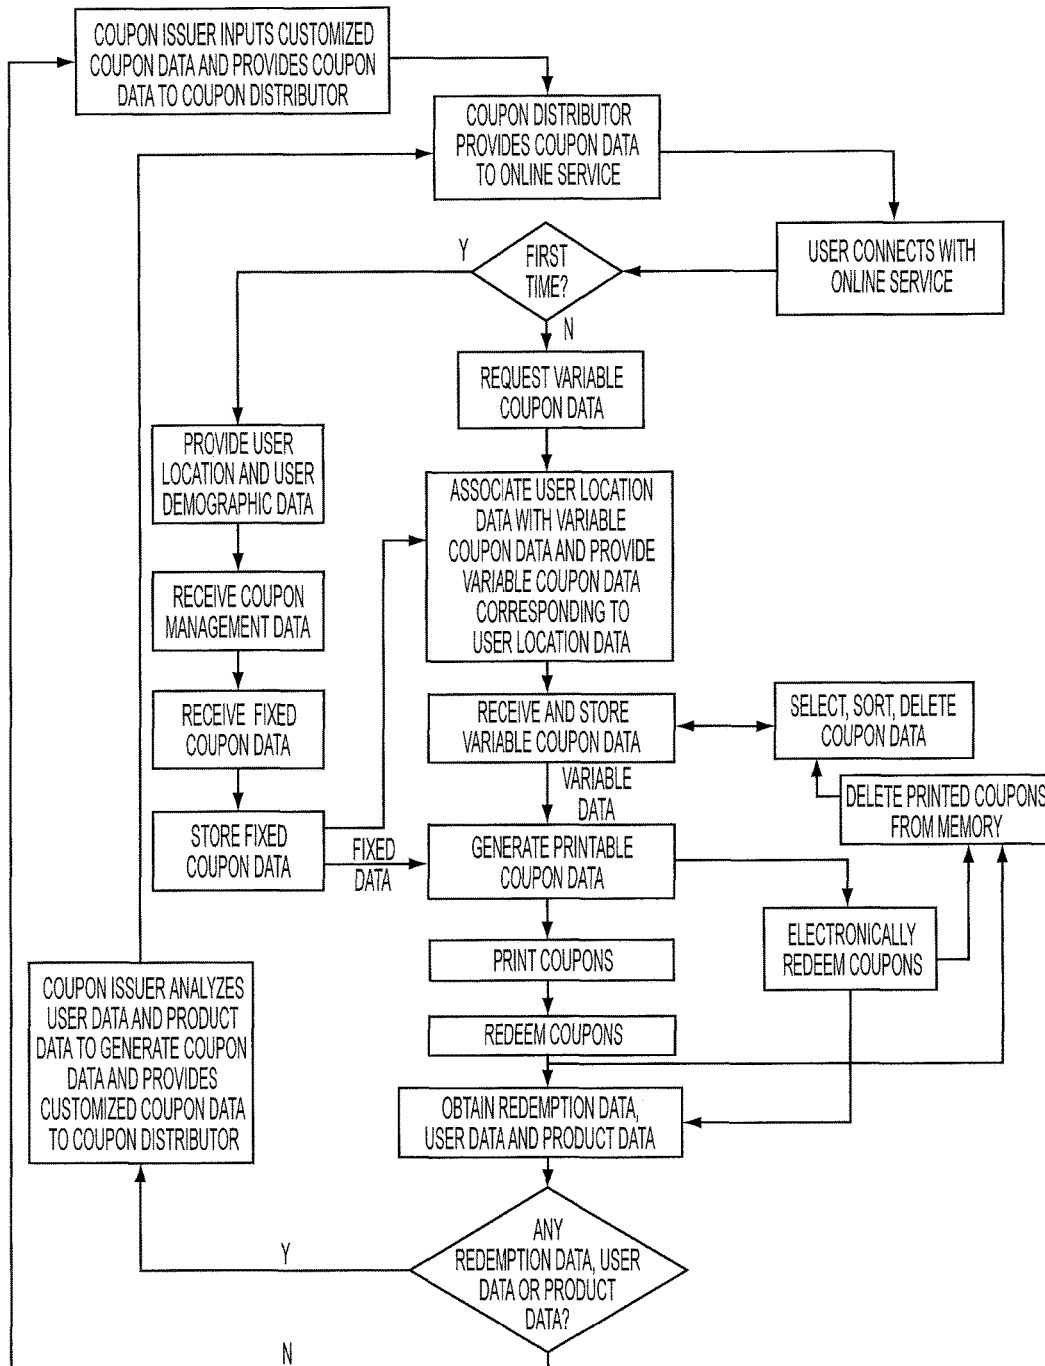 COUPON ISSUER INPUTS CUSTOMIZED
COUPON DATA AND PROVIDES COUPON
DATA TO COUPON DISTRIBUTOR
COUPON DISTRIBUTOR
PROVIDES COUPON DATA
TO ONLINE SERVICE
USER CONNECTS WITH
ONLINE SERVICE
FIRST
TIME?
Y
N
REQUEST VARIABLE
COUPON DATA
PROVIDE USER
LOCATION AND USER
DEMOGRAPHIC DATA
ASSOCIATE USER LOCATION
DATA WITH VARIABLE
COUPON DATA AND PROVIDE
VARIABLE COUPON DATA
CORRESPONDING TO
USER LOCATION DATA
RECEIVE COUPON
MANAGEMENT DATA
RECEIVE FIXED
COUPON DATA
RECEIVE AND STORE
VARIABLE COUPON DATA
SELECT, SORT, DELETE
COUPON DATA
VARIABLE
DATA
DELETE PRINTED COUPONS
FROM MEMORY
STORE FIXED
COUPON DATA
FIXED
DATA
GENERATE PRINTABLE
COUPON DATA
ELECTRONICALLY
REDEEM COUPONS
PRINT COUPONS
REDEEM COUPONS
COUPON ISSUER ANALYZES
USER DATA AND PRODUCT
DATA TO GENERATE COUPON
DATA AND PROVIDES
CUSTOMIZED COUPON DATA
TO COUPON DISTRIBUTOR
OBTAIN REDEMPTION DATA,
USER DATA AND PRODUCT DATA
ANY
REDEMPTION DATA, USER
DATA OR PRODUCT
DATA?
Y
N